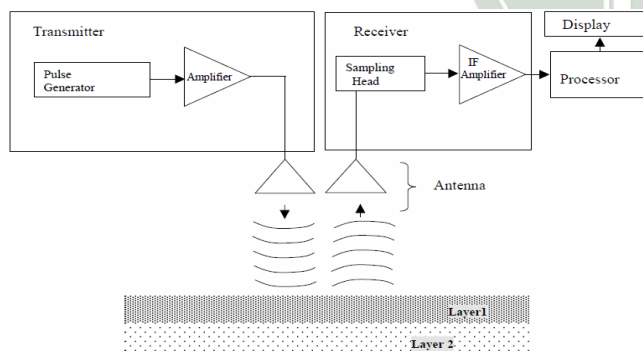 Transmitter
Pulse
Generator
Amplifier
Receiver
Sampling
Head
IF
Amplifier
Display
Processor
Antenna
Layer1
Layer 2